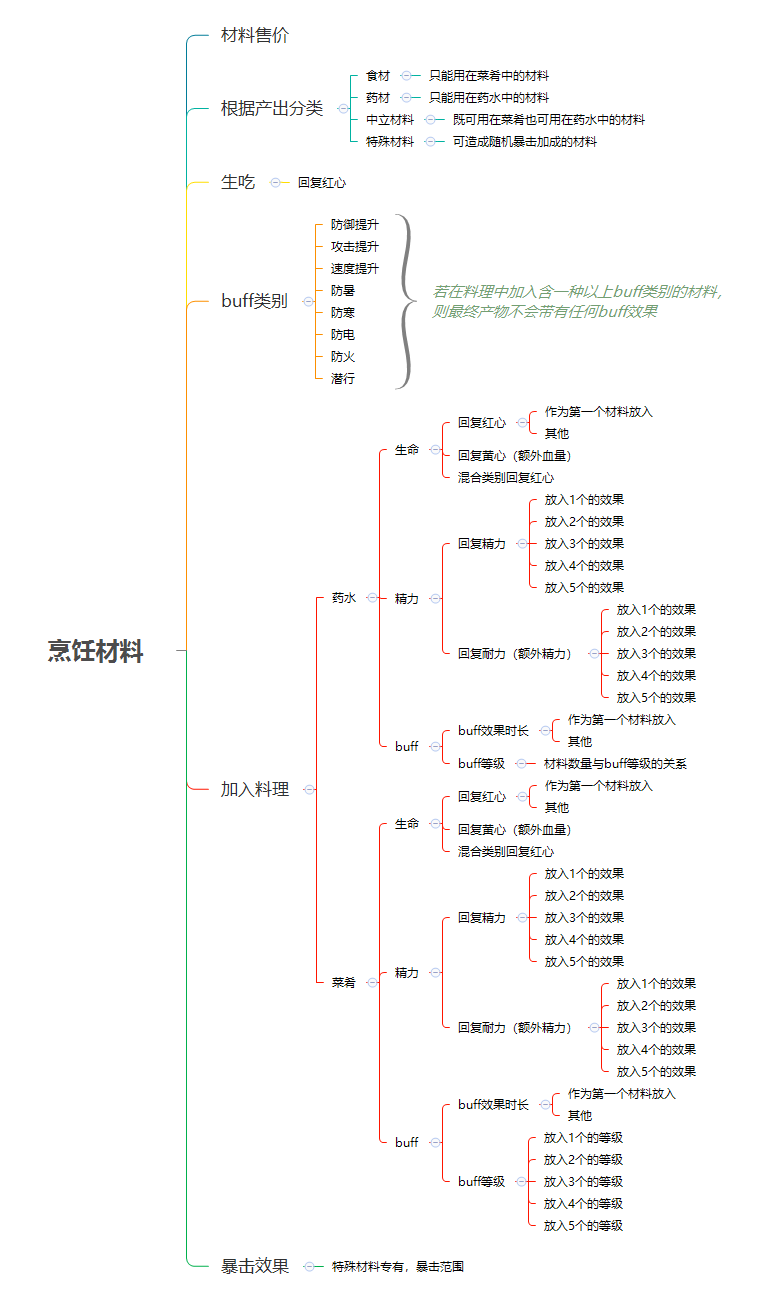 烹饪材料
材料售价
根据产出分类
食材
只能用在菜肴中的材料
药材
只能用在药水中的材料
中立材料
既可用在菜肴也可用在药水中的材料
特殊材料
可造成随机暴击加成的材料
生吃
回复红心
buff类别
防御提升
攻击提升
速度提升
防暑
防寒
防电
防火
潜行
若在料理中加入含一种以上buff类别的材料，
则最终产物不会带有任何buff效果
加入料理
药水
生命
回复红心
作为第一个材料放入
其他
回复黄心（额外血量）
混合类别回复红心
精力
回复精力
放入1个的效果
放入2个的效果
放入3个的效果
放入4个的效果
放入5个的效果
回复耐力（额外精力）
放入1个的效果
放入2个的效果
放入3个的效果
放入4个的效果
放入5个的效果
buff
buff效果时长
作为第一个材料放入
其他
buff等级
材料数量与buff等级的关系
菜肴
生命
回复红心
作为第一个材料放入
其他
回复黄心（额外血量）
混合类别回复红心
精力
回复精力
放入1个的效果
放入2个的效果
放入3个的效果
放入4个的效果
放入5个的效果
回复耐力（额外精力）
放入1个的效果
放入2个的效果
放入3个的效果
放入4个的效果
放入5个的效果
buff
buff效果时长
作为第一个材料放入
其他
buff等级
放入1个的等级
放入2个的等级
放入3个的等级
放入4个的等级
放入5个的等级
暴击效果
特殊材料专有，暴击范围